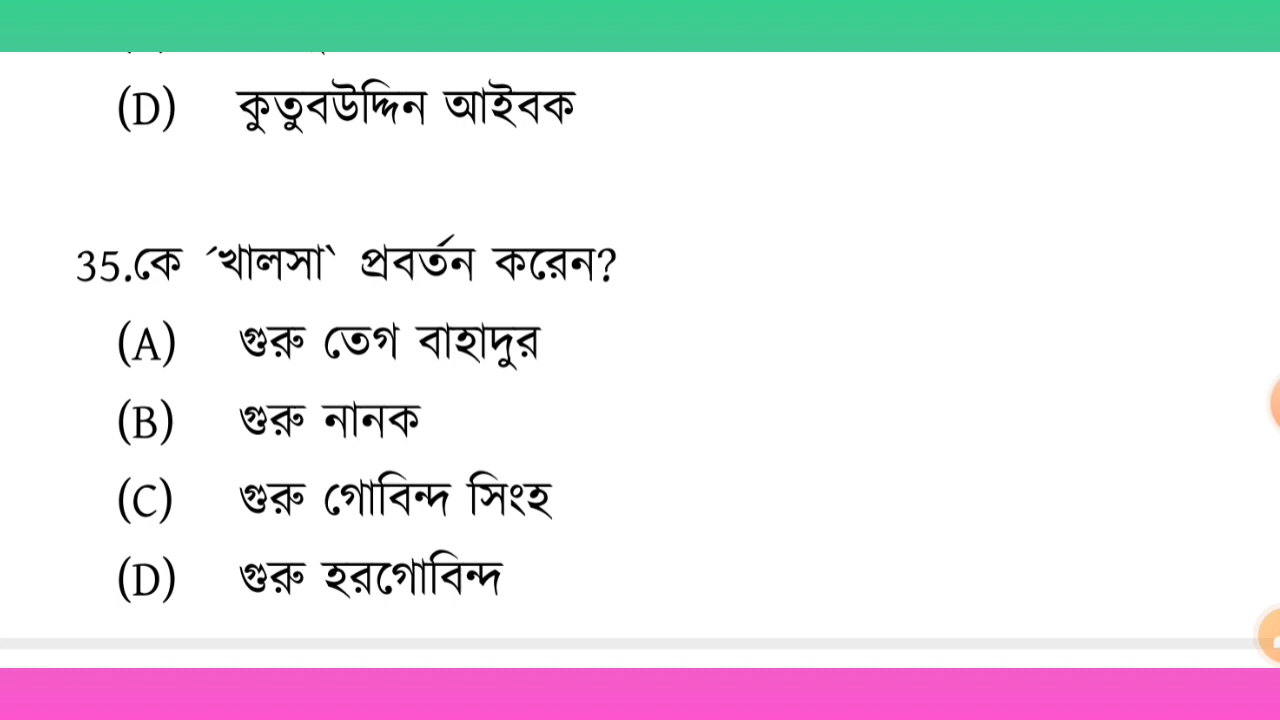 (D) কুতুবউদ্দিন আইবক
35.কে ´খালসা` প্রবর্তন করেন?
(A) গুরু তেগ বাহাদুর
(B) গুরু নানক
(C) গুরু গোবিন্দ সিংহ
(D) গুরু হরগোবিন্দ